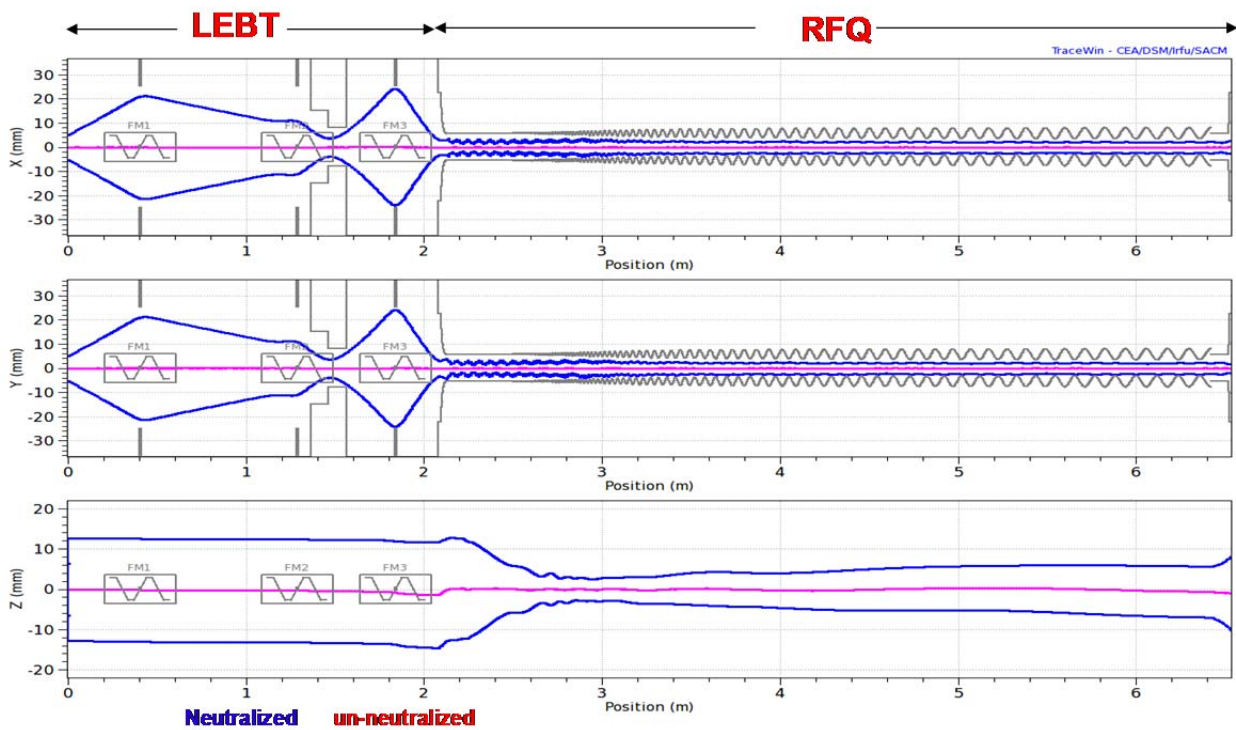 LEBT RFQ
TraceWin - CEA/DSM/Irfu/SACM
X (mm)
30
20
10
0
-10
-20
-30
FM1 FM3
0 1 2 3 4 5 6
Position (m)
Y (mm)
30
20
10
0
-10
-20
-30
FM1 FM3
0 1 2 3 4 5 6
Position (m)
Z (mm)
20
10
0
-10
-20
FM1 FM2 FM3
0 1 2 3 4 5 6
Position (m)
Neutralized un-neutralized